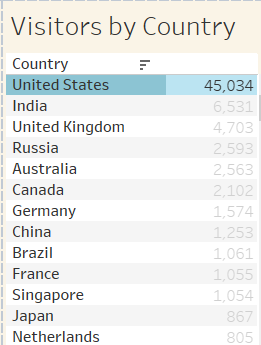 Visitors by Country
Country
United States 45,034
India 6,531
United Kingdom 4,703
Russia 2,593
Australia 2,563
Canada 2,102
Germany 1,574
China 1,253
Brazil 1,061
France 1,055
Singapore 1,054
Japan 867
Netherlands 805